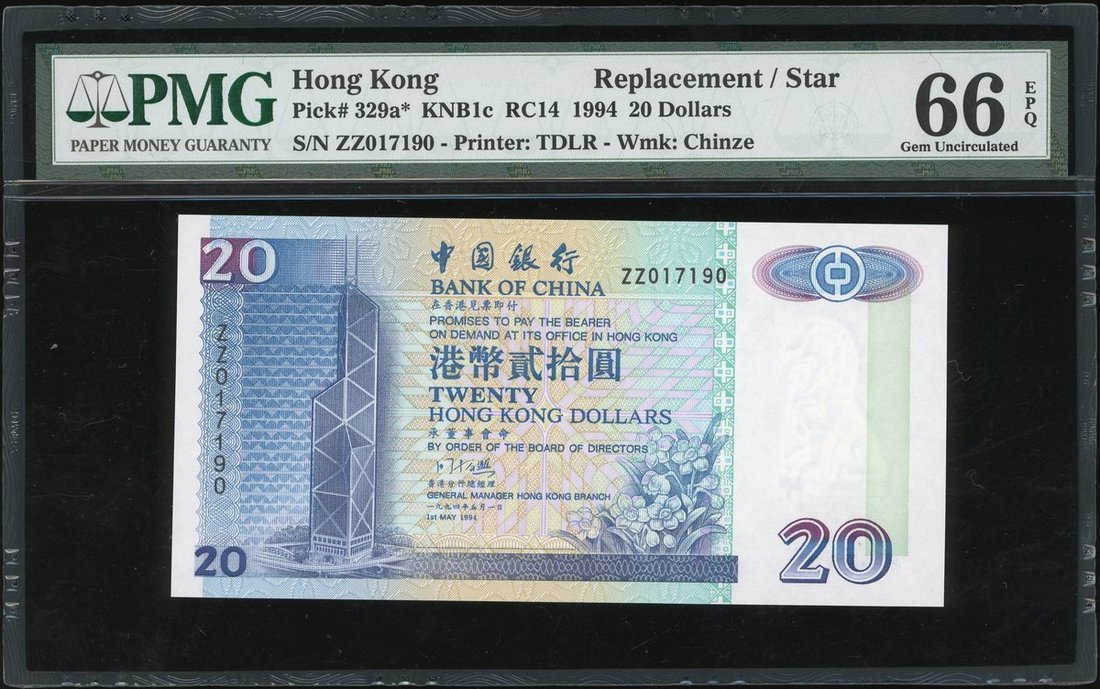 PMG
PAPER MONEY GUARANTY
Hong Kong Replacement / Star
Pick# 329a* KNB1c RC14 1994 20 Dollars
S/N ZZ017190 - Printer: TDLR - Wmk: Chinze
66 EPQ
Gem Uncirculated
20
中國銀行
ZZ017190
BANK OF CHINA
在香港見票即付
PROMISES TO PAY THE BEARER
ON DEMAND AT ITS OFFICE IN HONG KONG
港幣貳拾圓
TWENTY
HONG KONG DOLLARS
承董事會命
BY ORDER OF THE BOARD OF DIRECTORS
香港分行總經理
GENERAL MANAGER HONG KONG BRANCH
一九九四年五月一日
1st MAY 1994
ZZ017190
20
20